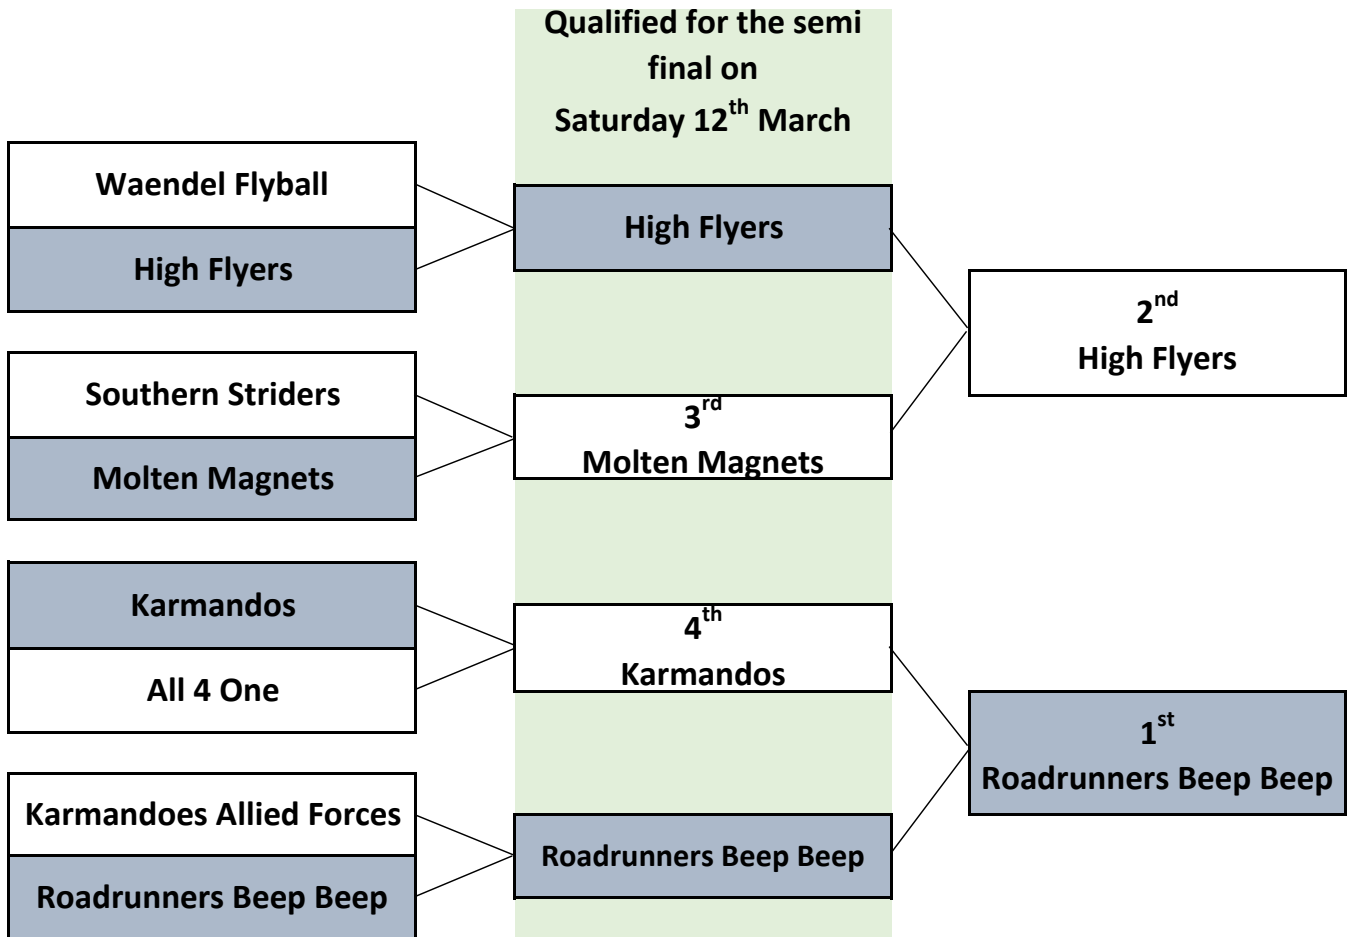 Qualified for the semi
final on
Saturday 12th March
Waendel Flyball
High Flyers
Southern Striders
Molten Magnets
Karmandos
All 4 One
Karmandoes Allied Forces
Roadrunners Beep Beep
High Flyers
3rd
Molten Magnets
4th
Karmandos
Roadrunners Beep Beep
2nd
High Flyers
1st
Roadrunners Beep Beep